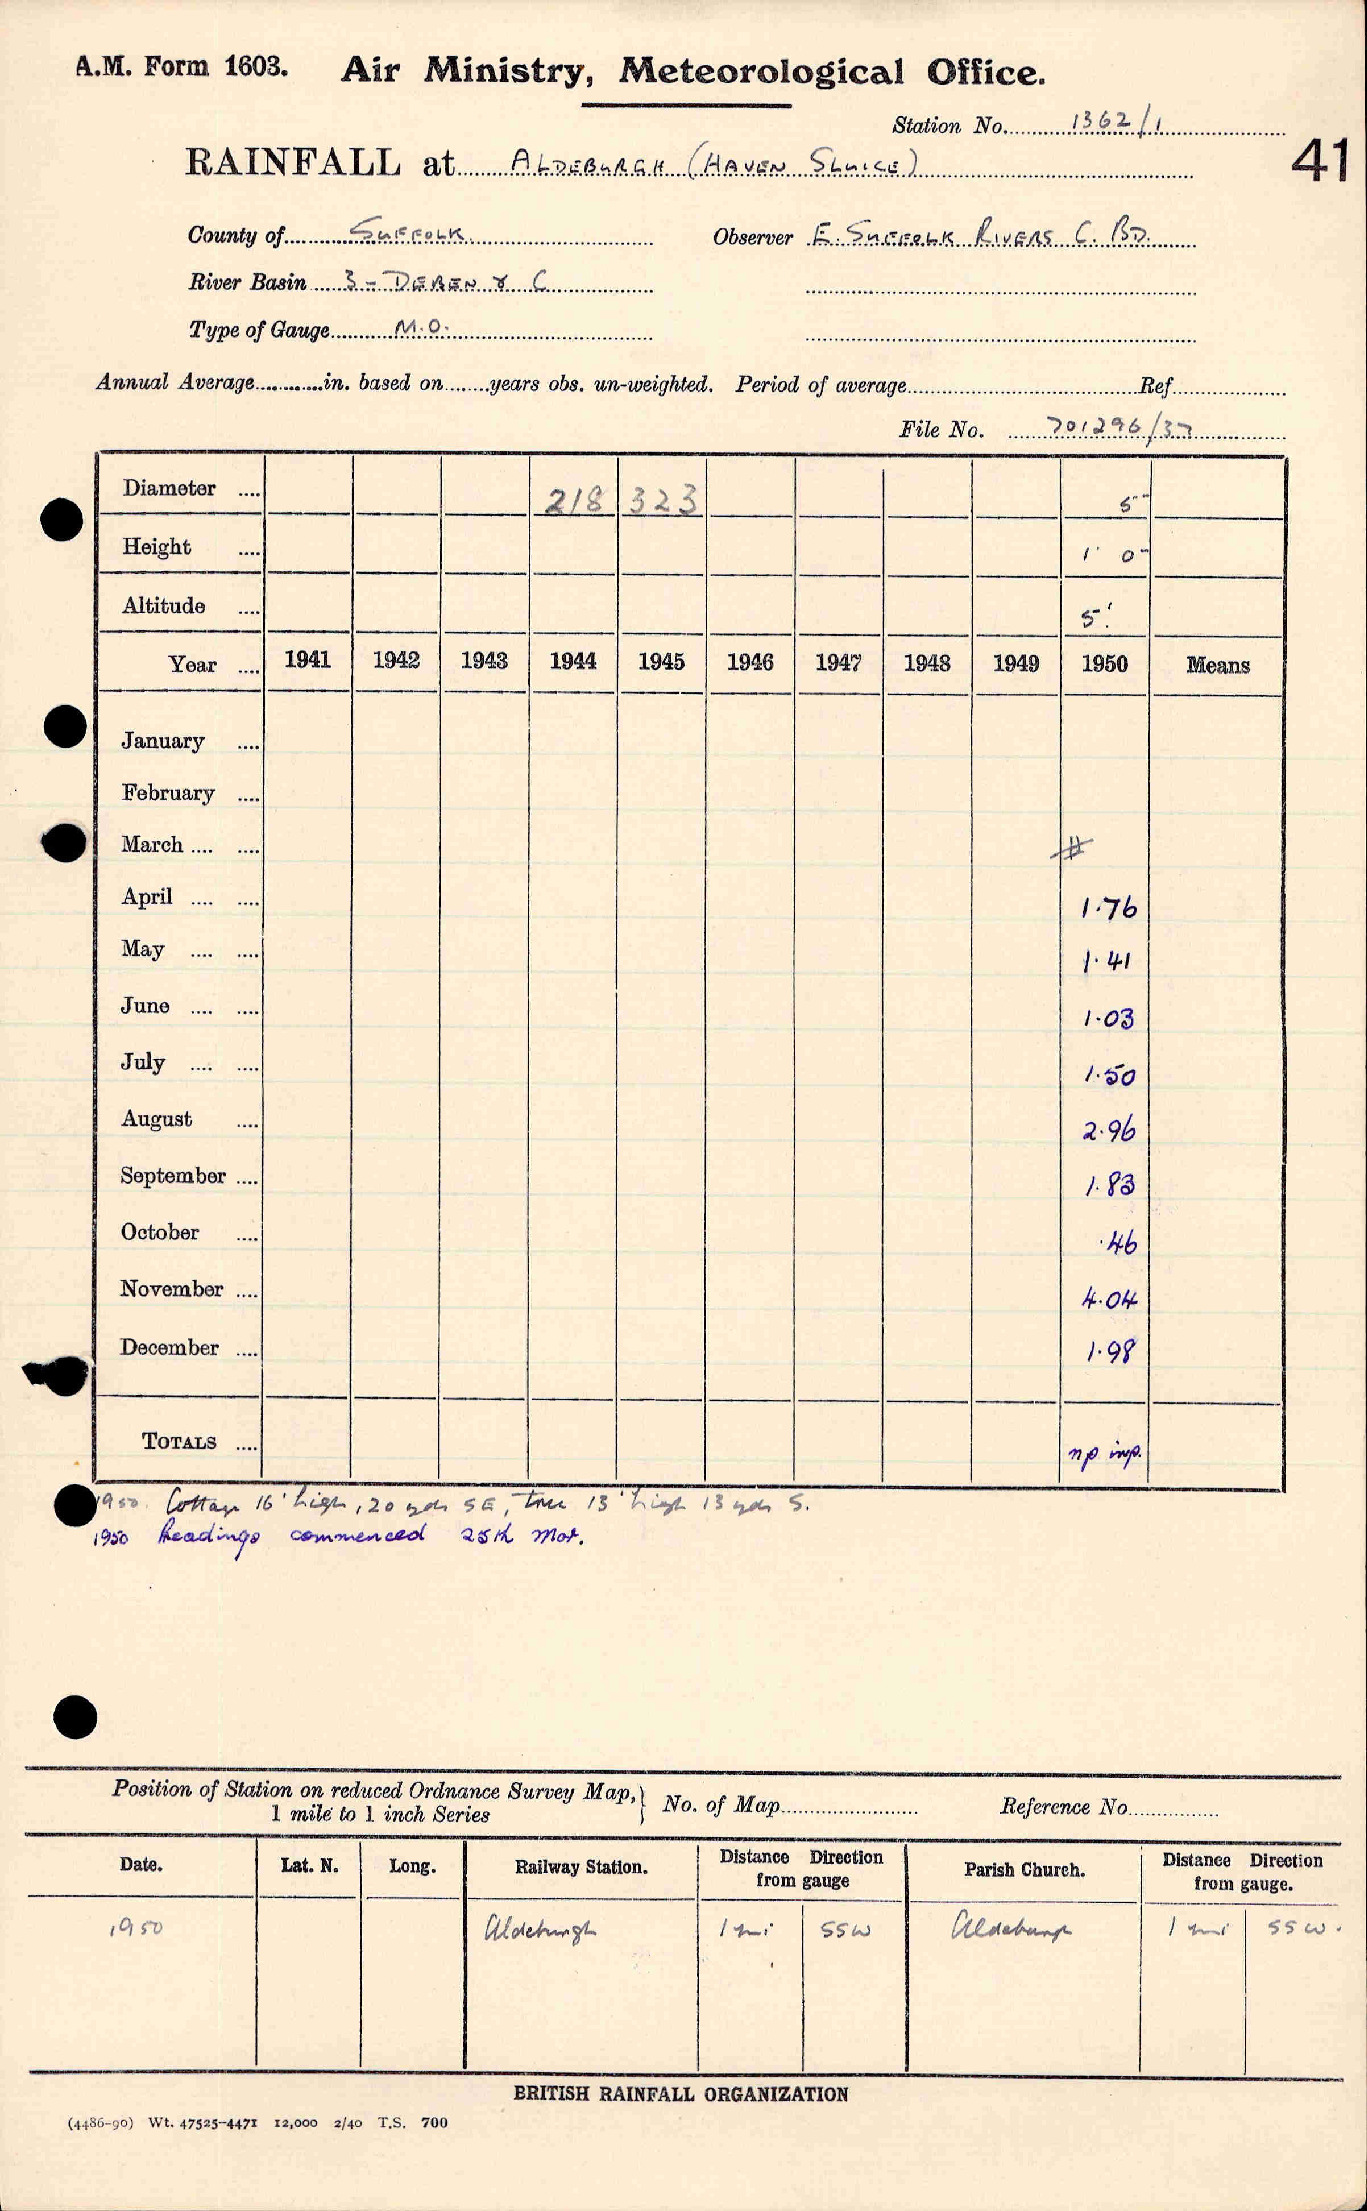 A.M. Form 1603. Air Ministry, Meteorological Office.
Station No. 1362/1
41
RAINFALL at ALDEBURGH (HAVEN SLUICE)
County of SUFFOLK Observer E. SUFFOLK RIVERS C. BD.
River Basin 3 - DEBEN & C
Type of Gauge M.O.
Annual Average in. based on years obs. un-weighted. Period of average Ref.
File No. 701296/37
Diameter .... 218 323 5"
Height .... 1' 0"
Altitude .... 5'
Year .... 1941 1942 1943 1944 1945 1946 1947 1948 1949 1950 Means
January ....
February ....
March .... .... #
April .... .... 1.76
May .... .... 1.41
June .... .... 1.03
July .... .... 1.50
August .... 2.96
September .... 1.83
October .... .46
November .... 4.04
December .... 1.98
TOTALS .... np inp.
1950. Cottage 16' high, 20 yds SE, tree 13' high 13 yds S.
1950 Readings commenced 25th Mar.
Position of Station on reduced Ordnance Survey Map, } No. of Map Reference No.
1 mile to 1 inch Series
Date. Lat. N. Long. Railway Station. Distance Direction from gauge Parish Church. Distance Direction from gauge.
1950 Aldeburgh 1 mi SSW Aldeburgh 1 mi SSW.
BRITISH RAINFALL ORGANIZATION
(4486-90) Wt. 47525-4471 12,000 2/40 T.S. 700